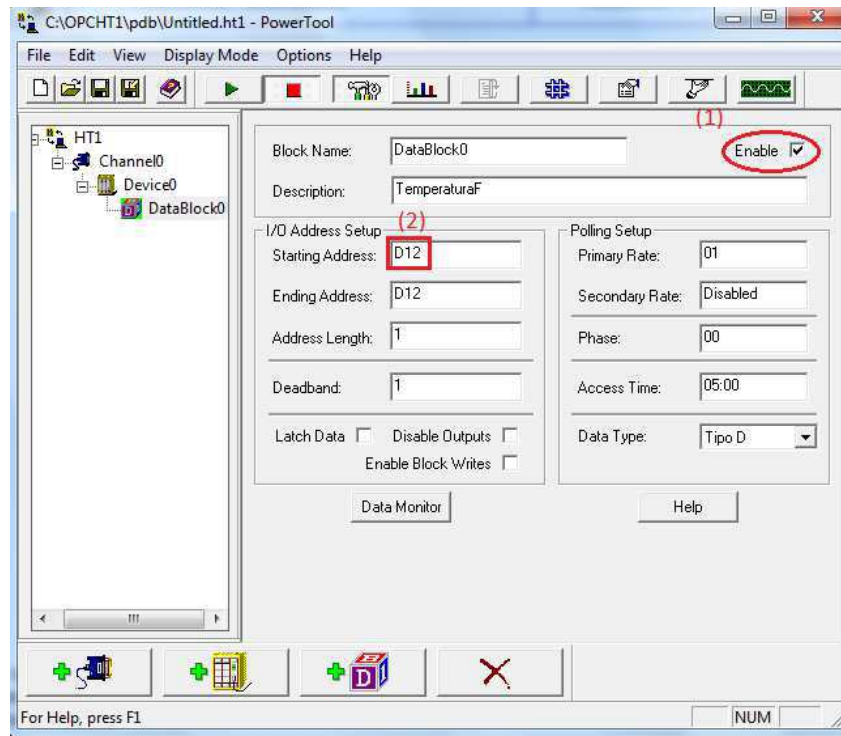 C:\OPCHT1\pdb\Untitled.ht1 - PowerTool
File Edit View Display Mode Options Help
(1)
HT1
Channel0
Device0
DataBlock0
Block Name: DataBlock0 Enable
Description: TemperaturaF
(2)
I/O Address Setup
Starting Address: D12
Ending Address: D12
Address Length: 1
Deadband: 1
Latch Data Disable Outputs
Enable Block Writes
Polling Setup
Primary Rate: 01
Secondary Rate: Disabled
Phase: 00
Access Time: 05:00
Data Type: Tipo D
Data Monitor Help
D
For Help, press F1 NUM